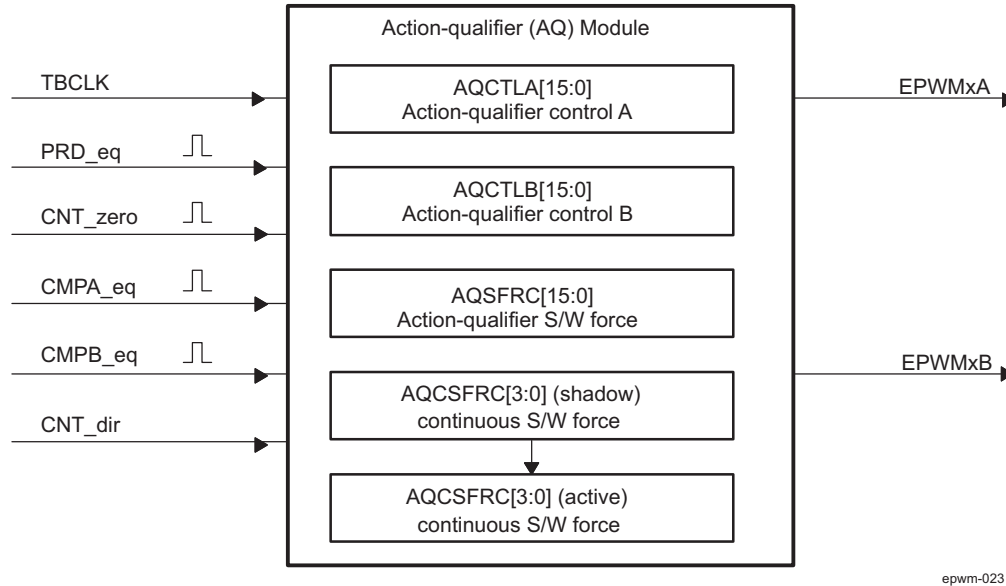 Action-qualifier (AQ) Module
TBCLK
PRD_eq
CNT_zero
CMPA_eq
CMPB_eq
CNT_dir
AQCTLA[15:0]
Action-qualifier control A
AQCTLB[15:0]
Action-qualifier control B
AQSFRC[15:0]
Action-qualifier S/W force
AQCSFRC[3:0] (shadow)
continuous S/W force
AQCSFRC[3:0] (active)
continuous S/W force
EPWMxA
EPWMxB
epwm-023